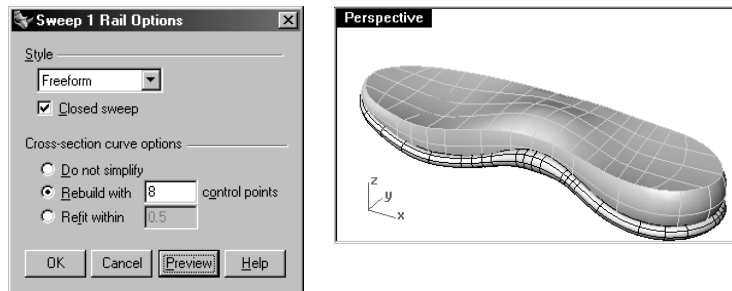 Sweep 1 Rail Options
Style
Freeform
Closed sweep
Cross-section curve options
Do not simplify
Rebuild with 8 control points
Refit within 0.5
OK Cancel Preview Help
Perspective
z
y
x